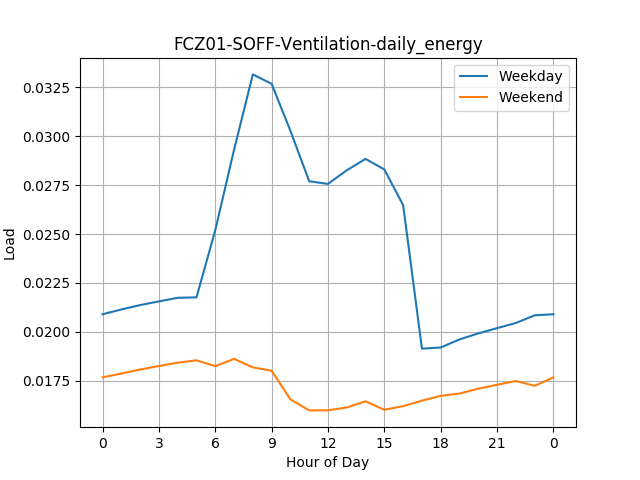 FCZ01-SOFF-Ventilation-daily_energy
Weekday
Weekend
0.0325
0.0300
0.0275
0.0250
0.0225
0.0200
0.0175
Load
0 3 6 9 12 15 18 21 0
Hour of Day